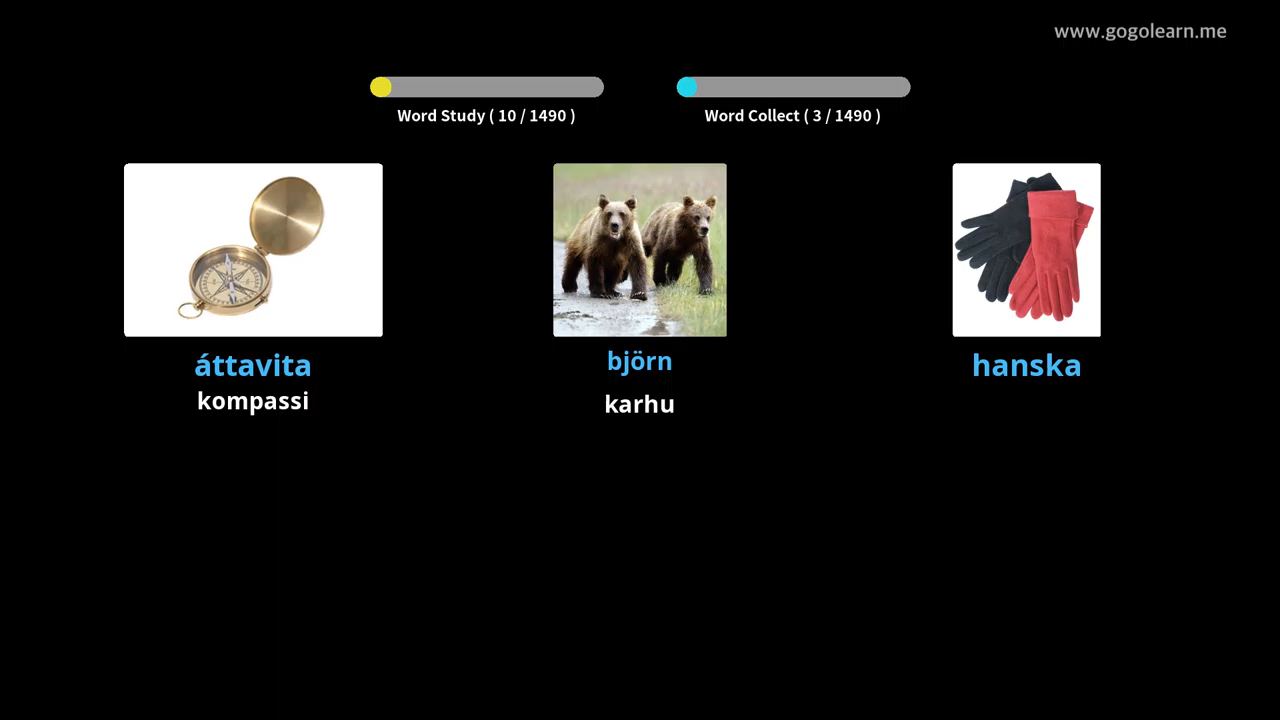 www.gogolearn.me
Word Study ( 10 / 1490 )
Word Collect ( 3 / 1490 )
áttavita
kompassi
björn
karhu
hanska